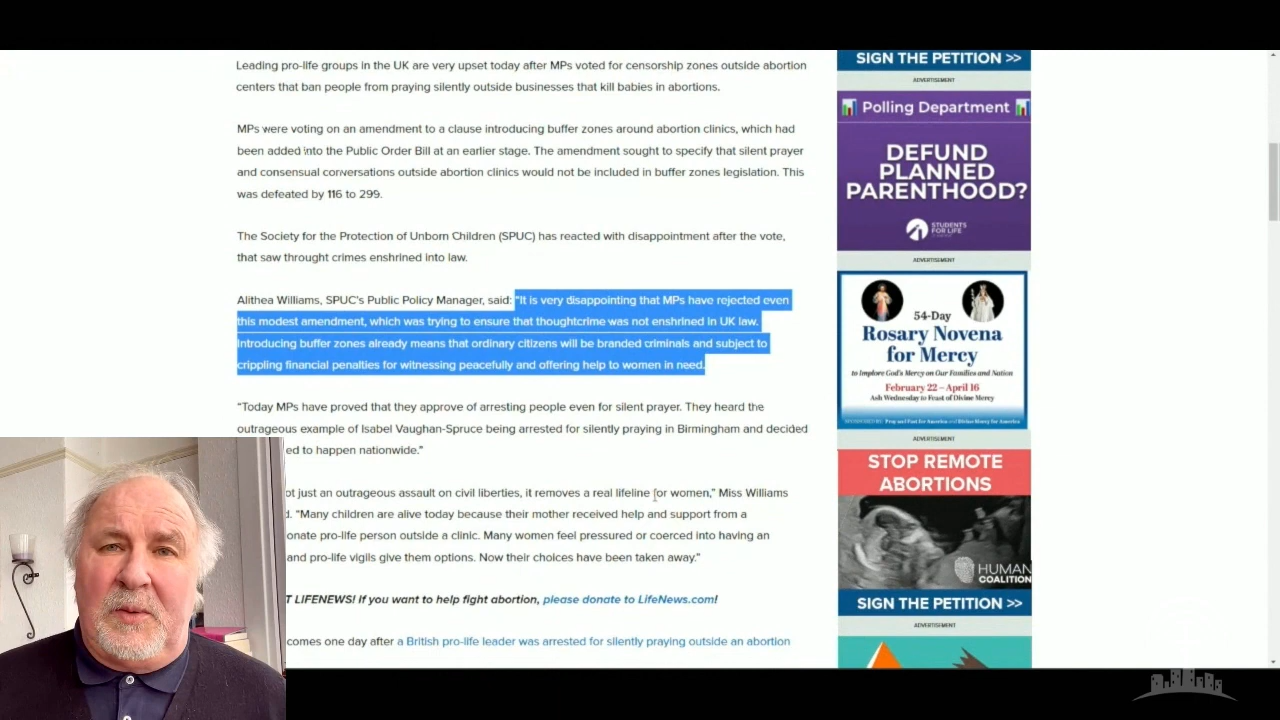 Leading pro-life groups in the UK are very upset today after MPs voted for censorship zones outside abortion
centers that ban people from praying silently outside businesses that kill babies in abortions.
MPs were voting on an amendment to a clause introducing buffer zones around abortion clinics, which had
been added into the Public Order Bill at an earlier stage. The amendment sought to specify that silent prayer
and consensual conversations outside abortion clinics would not be included in buffer zones legislation. This
was defeated by 116 to 299.
The Society for the Protection of Unborn Children (SPUC) has reacted with disappointment after the vote,
that saw throught crimes enshrined into law.
Alithea Williams, SPUC's Public Policy Manager, said: "It is very disappointing that MPs have rejected even
this modest amendment, which was trying to ensure that thoughtcrime was not enshrined in UK law.
Introducing buffer zones already means that ordinary citizens will be branded criminals and subject to
crippling financial penalties for witnessing peacefully and offering help to women in need.
"Today MPs have proved that they approve of arresting people even for silent prayer. They heard the
outrageous example of Isabel Vaughan-Spruce being arrested for silently praying in Birmingham and decided
ed to happen nationwide."
ot just an outrageous assault on civil liberties, it removes a real lifeline for women," Miss Williams
d. "Many children are alive today because their mother received help and support from a
onate pro-life person outside a clinic. Many women feel pressured or coerced into having an
and pro-life vigils give them options. Now their choices have been taken away."
T LIFENEWS! If you want to help fight abortion, please donate to LifeNews.com!
comes one day after a British pro-life leader was arrested for silently praying outside an abortion
SIGN THE PETITION >>
ADVERTISEMENT
Polling Department
DEFUND
PLANNED
PARENTHOOD?
STUDENTS
FOR LIFE
ADVERTISEMENT
54-Day
Rosary Novena
for Mercy
to Implore God's Mercy on Our Families and Nation
February 22 – April 16
Ash Wednesday to Feast of Divine Mercy
Pray and Fast for America and Divine Mercy for America
ADVERTISEMENT
STOP REMOTE
ABORTIONS
HUMAN
COALITION
SIGN THE PETITION >>
ADVERTISEMENT